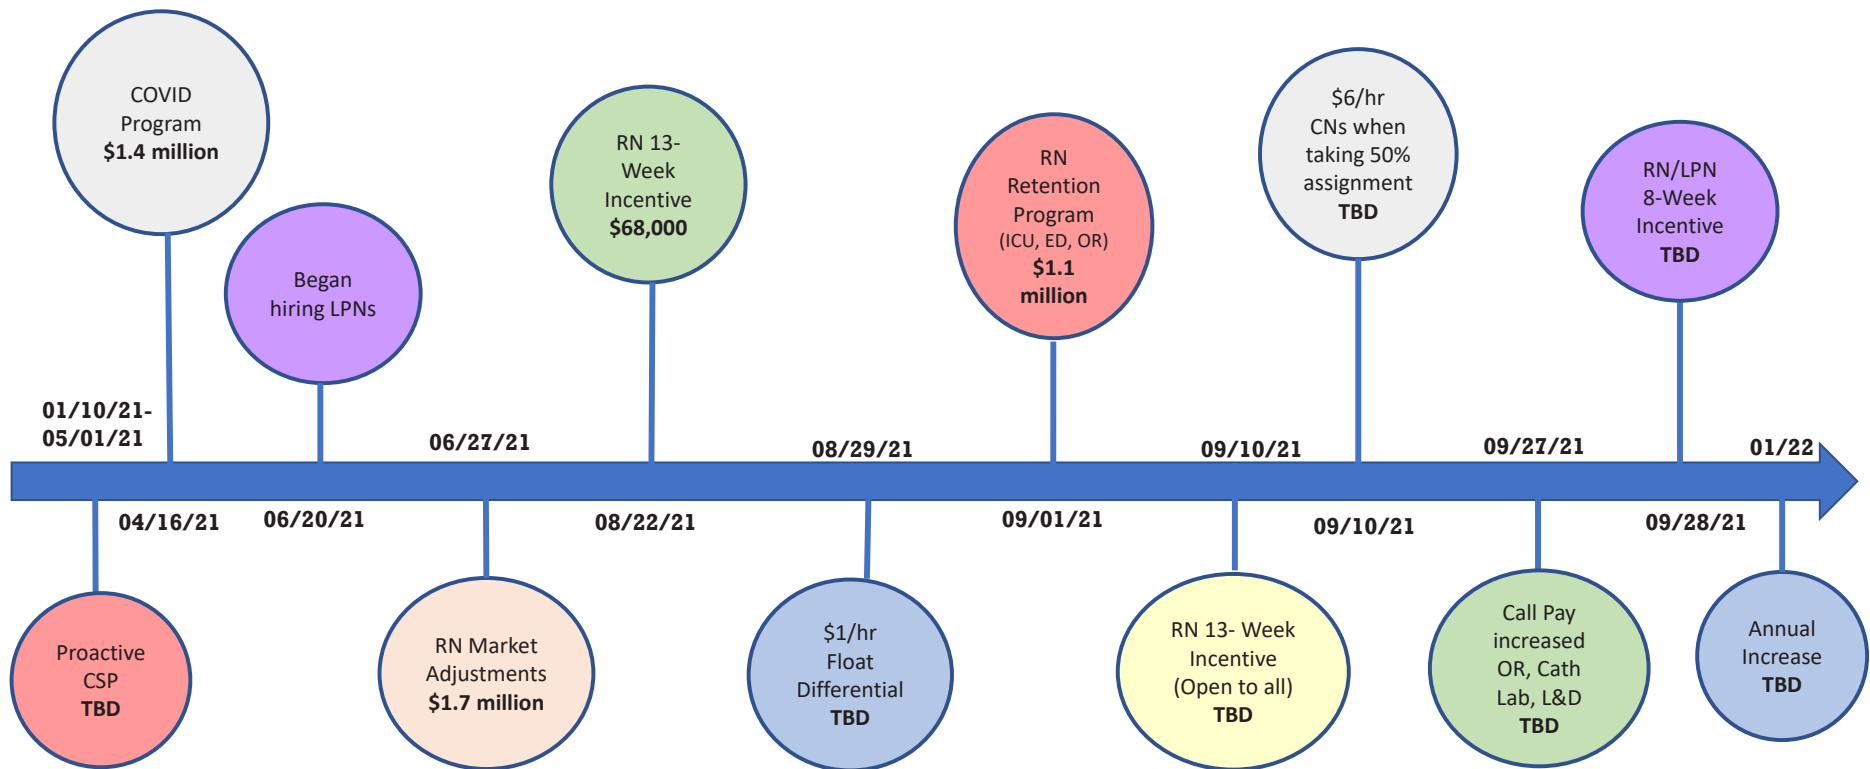 COVID
Program
$1.4 million
Began
hiring LPNs
RN 13-
Week
Incentive
$68,000
RN
Retention
Program
(ICU, ED, OR)
$1.1
million
$6/hr
CNs when
taking 50%
assignment
TBD
RN/LPN
8-Week
Incentive
TBD
01/10/21-
05/01/21
06/27/21
08/29/21
09/10/21
09/27/21
01/22
04/16/21
06/20/21
08/22/21
09/01/21
09/10/21
09/28/21
Proactive
CSP
TBD
RN Market
Adjustments
$1.7 million
$1/hr
Float
Differential
TBD
RN 13- Week
Incentive
(Open to all)
TBD
Call Pay
increased
OR, Cath
Lab, L&D
TBD
Annual
Increase
TBD